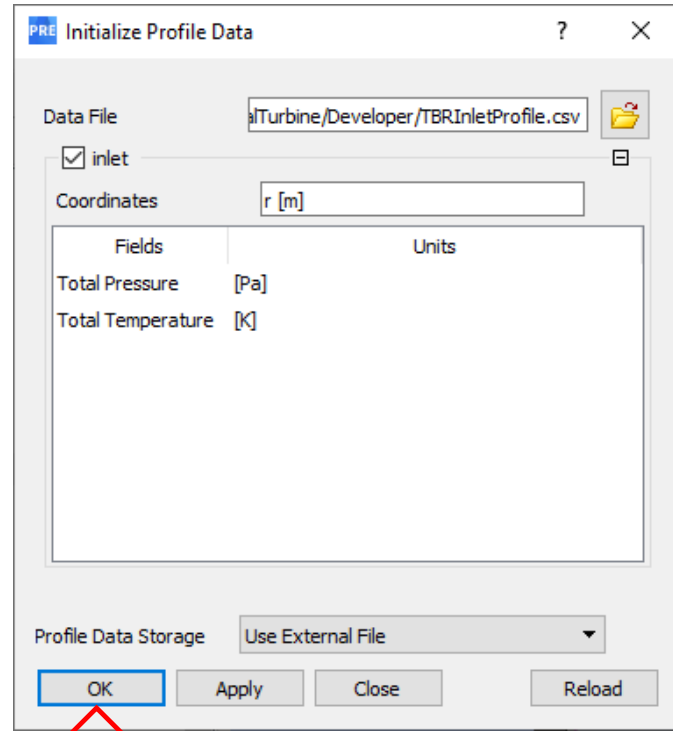 PRE Initialize Profile Data ? X
Data File alTurbine/Developer/TBRInletProfile.csv
inlet
Coordinates r [m]
Fields Units
Total Pressure [Pa]
Total Temperature [K]
Profile Data Storage Use External File
OK Apply Close Reload